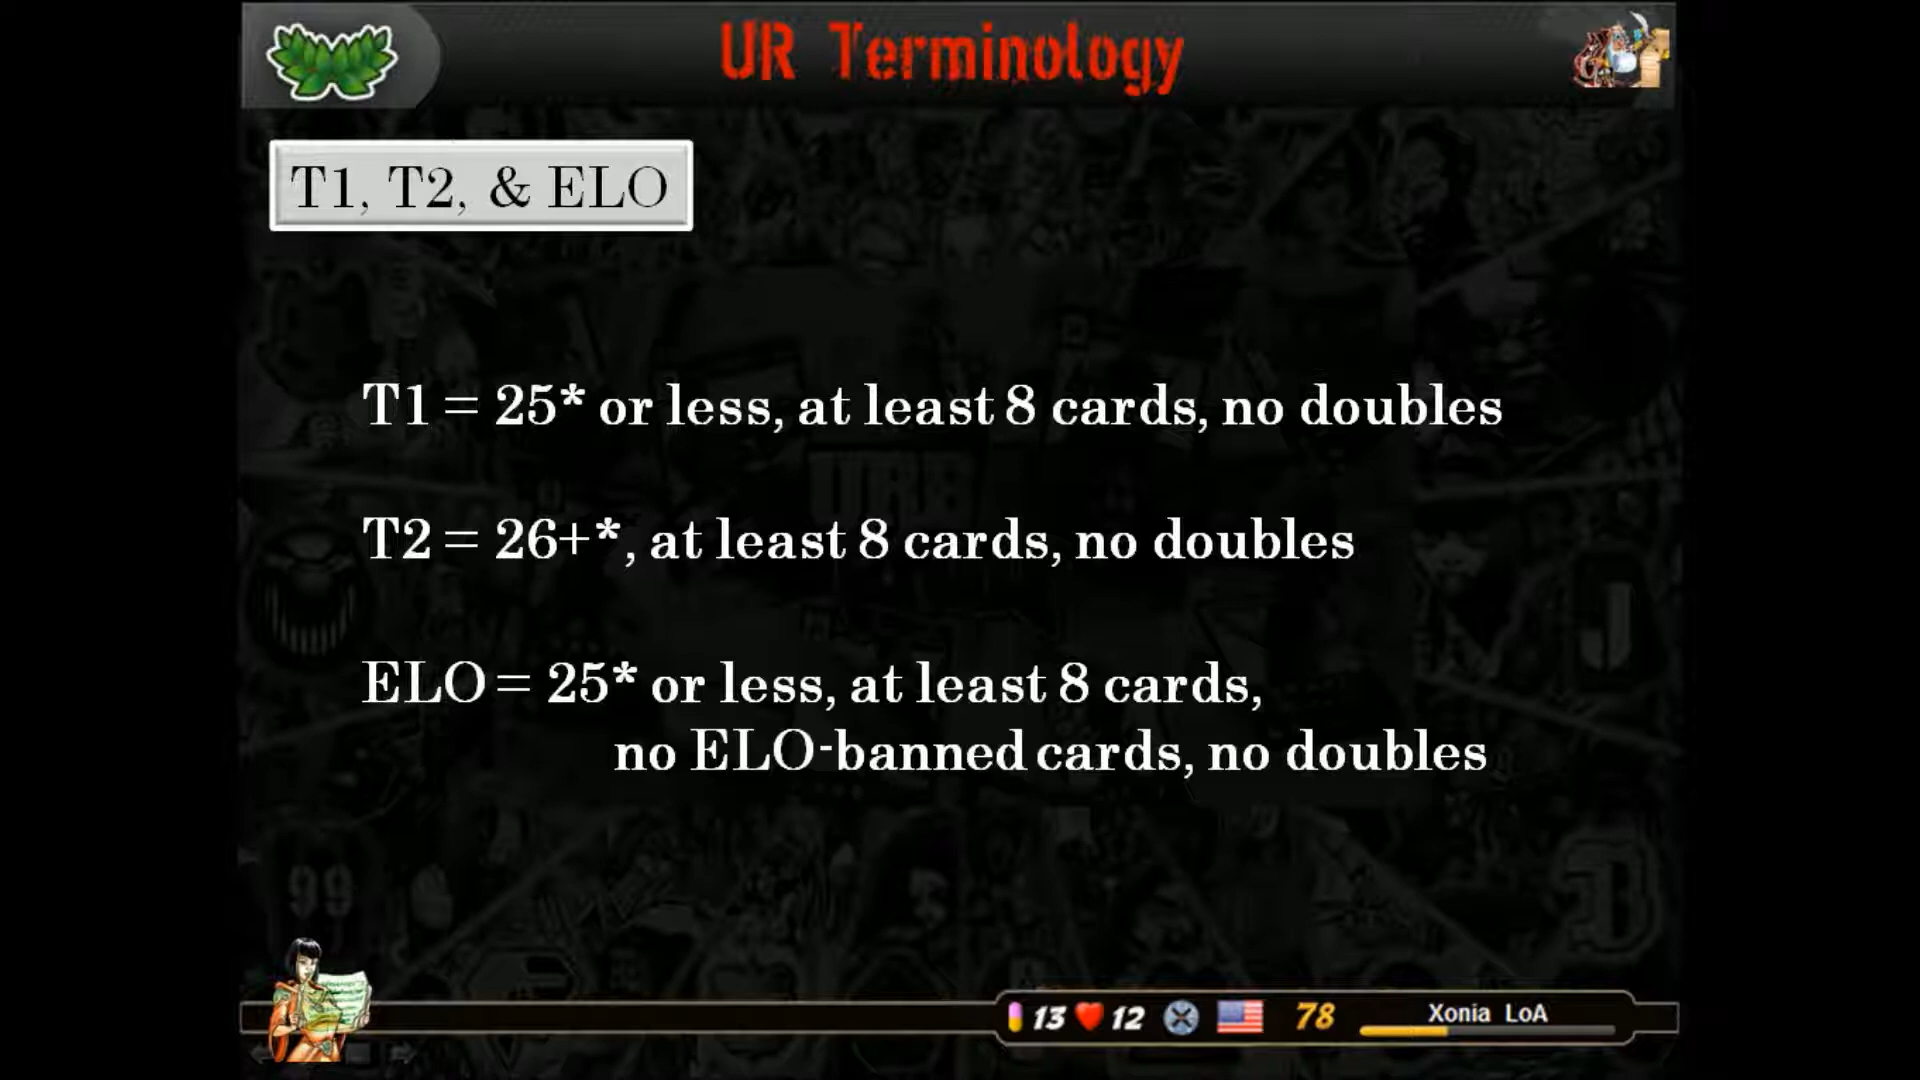 UR Terminology
T1, T2, & ELO
T1 = 25* or less, at least 8 cards, no doubles
T2 = 26+*, at least 8 cards, no doubles
ELO = 25* or less, at least 8 cards,
no ELO-banned cards, no doubles
13 12 78 Xonia LoA